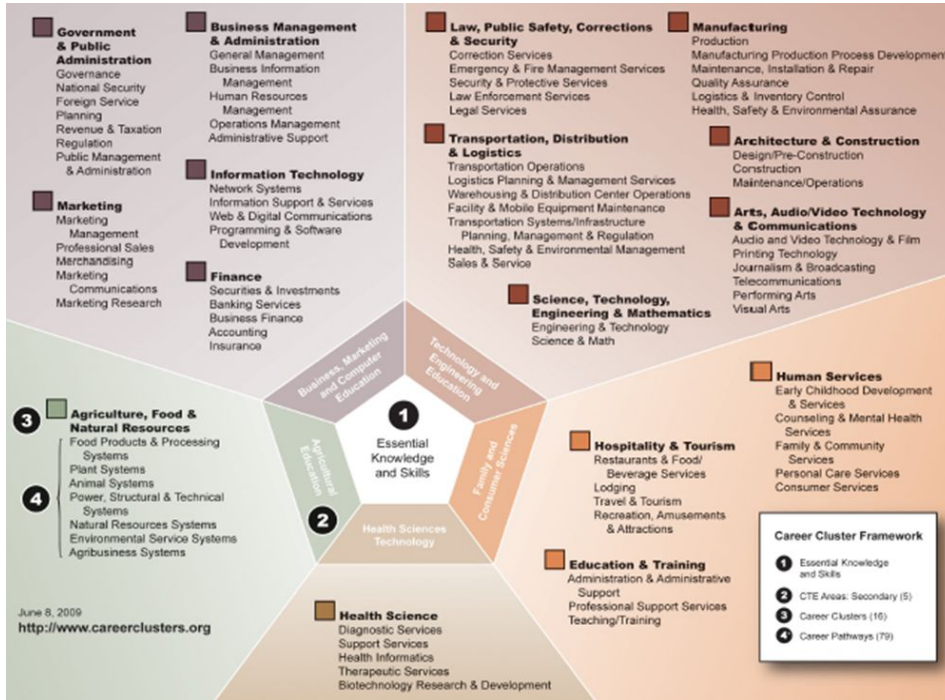 Government
& Public
Administration
Governance
National Security
Foreign Service
Planning
Revenue & Taxation
Regulation
Public Management
& Administration
Marketing
Marketing
Management
Professional Sales
Merchandising
Marketing
Communications
Marketing Research
Business Management
& Administration
General Management
Business Information
Management
Human Resources
Management
Operations Management
Administrative Support
Information Technology
Network Systems
Information Support & Services
Web & Digital Communications
Programming & Software
Development
Finance
Securities & Investments
Banking Services
Business Finance
Accounting
Insurance
Law, Public Safety, Corrections
& Security
Correction Services
Emergency & Fire Management Services
Security & Protective Services
Law Enforcement Services
Legal Services
Transportation, Distribution
& Logistics
Transportation Operations
Logistics Planning & Management Services
Warehousing & Distribution Center Operations
Facility & Mobile Equipment Maintenance
Transportation Systems/Infrastructure
Planning, Management & Regulation
Health, Safety & Environmental Management
Sales & Service
Science, Technology,
Engineering & Mathematics
Engineering & Technology
Science & Math
Manufacturing
Production
Manufacturing Production Process Development
Maintenance, Installation & Repair
Quality Assurance
Logistics & Inventory Control
Health, Safety & Environmental Assurance
Architecture & Construction
Design/Pre-Construction
Construction
Maintenance/Operations
Arts, Audio/Video Technology
& Communications
Audio and Video Technology & Film
Printing Technology
Journalism & Broadcasting
Telecommunications
Performing Arts
Visual Arts
Business, Marketing
and Computer
Education
Technology and
Engineering
Education
Agricultural
Education
2
1
Essential
Knowledge
and Skills
Family and
Consumer Sciences
Health Sciences
Technology
3
Agriculture, Food &
Natural Resources
4
Food Products & Processing
Systems
Plant Systems
Animal Systems
Power, Structural & Technical
Systems
Natural Resources Systems
Environmental Service Systems
Agribusiness Systems
June 8, 2009
http://www.careerclusters.org
Health Science
Diagnostic Services
Support Services
Health Informatics
Therapeutic Services
Biotechnology Research & Development
Hospitality & Tourism
Restaurants & Food/
Beverage Services
Lodging
Travel & Tourism
Recreation, Amusements
& Attractions
Education & Training
Administration & Administrative
Support
Professional Support Services
Teaching/Training
Human Services
Early Childhood Development
& Services
Counseling & Mental Health
Services
Family & Community
Services
Personal Care Services
Consumer Services
Career Cluster Framework
1 Essential Knowledge
and Skills
2 CTE Areas: Secondary (5)
3 Career Clusters (16)
4 Career Pathways (79)